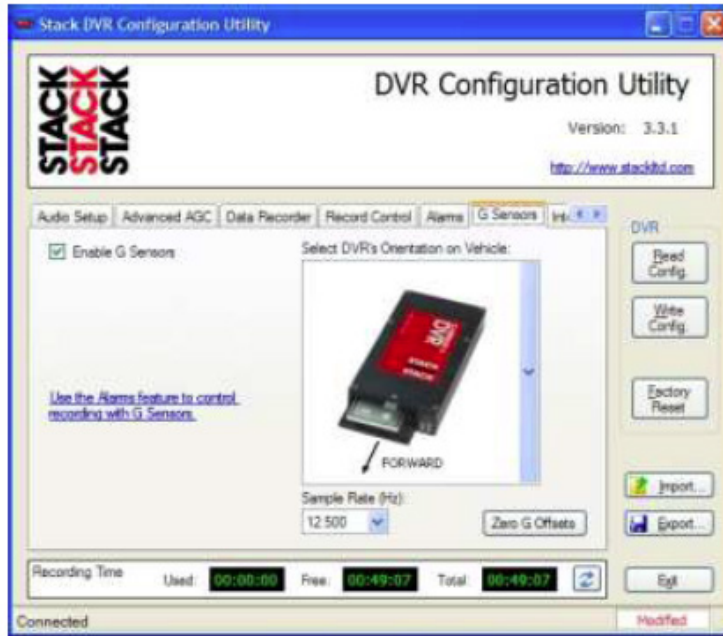 Stack DVR Configuration Utility
STACK
STACK
STACK
DVR Configuration Utility
Version: 3.3.1
http://www.stackltd.com
Audio Setup Advanced AGC Data Recorder Record Control Alarms G Sensors
DVR
Enable G Sensors
Select DVR's Orientation on Vehicle:
Read
Config.
Write
Config.
DVR
STACK
STACK
Use the Alarms feature to control
recording with G Sensors.
Factory
Reset
FORWARD
Sample Rate (Hz):
12.500
Zero G Offsets
Import...
Export...
Recording Time
Used: 00:00:00 Free: 00:49:07 Total: 00:49:07
Exit
Connected
Modified